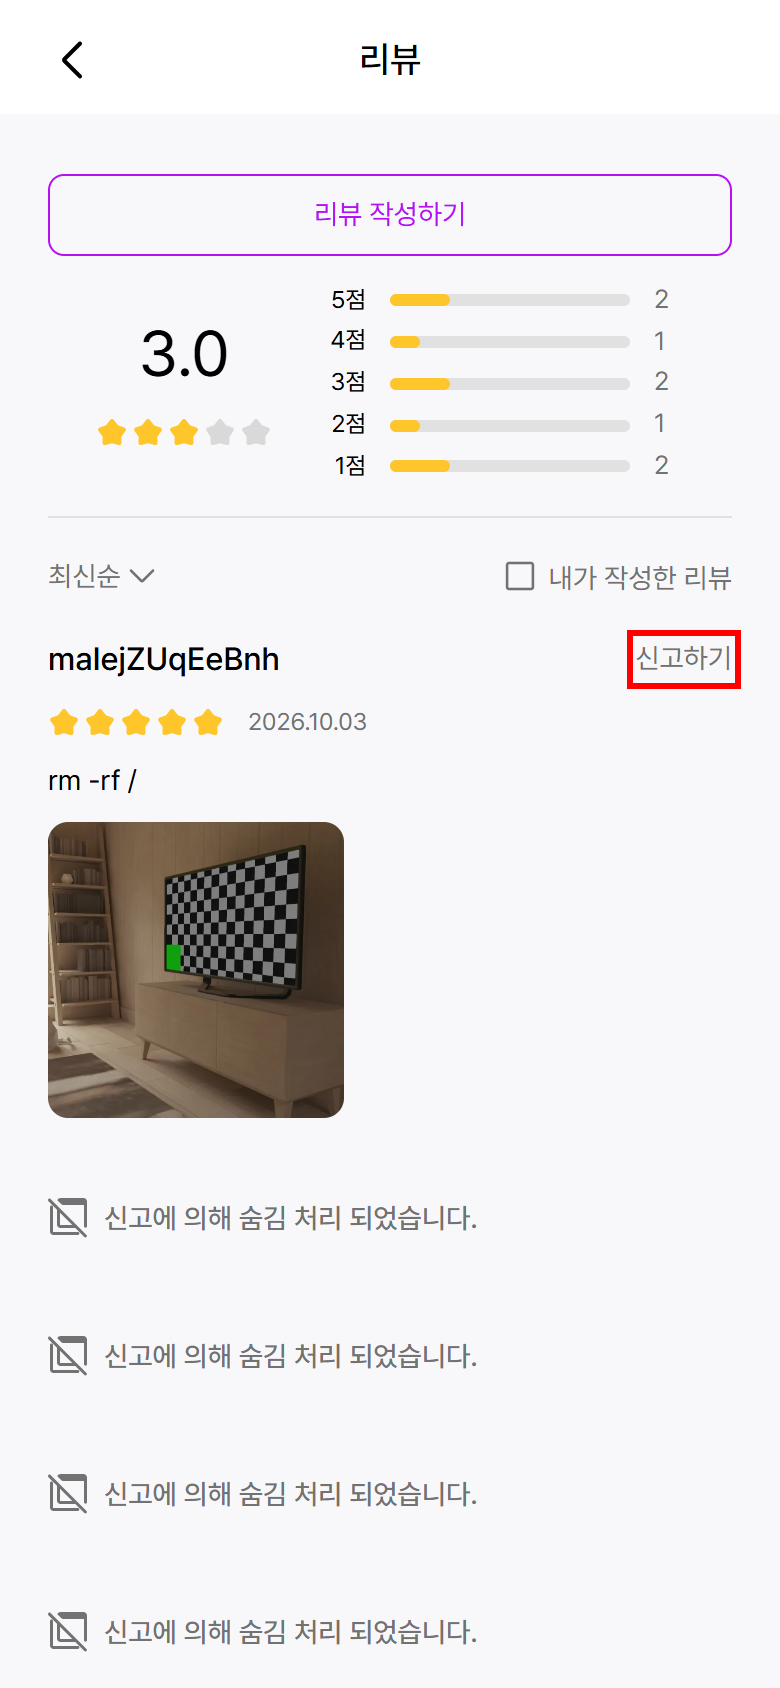 리뷰
리뷰 작성하기
3.0
5점 2
4점 1
3점 2
2점 1
1점 2
최신순
내가 작성한 리뷰
malejZUqEeBnh
신고하기
2026.10.03
rm -rf /
신고에 의해 숨김 처리 되었습니다.
신고에 의해 숨김 처리 되었습니다.
신고에 의해 숨김 처리 되었습니다.
신고에 의해 숨김 처리 되었습니다.